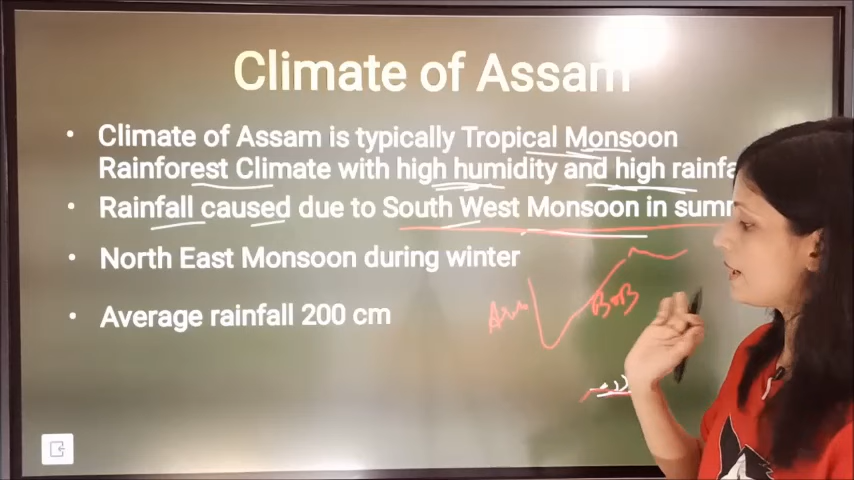 Climate of Assam
• Climate of Assam is typically Tropical Monsoon
Rainforest Climate with high humidity and high rainfa
• Rainfall caused due to South West Monsoon in summ
• North East Monsoon during winter
• Average rainfall 200 cm
BoB